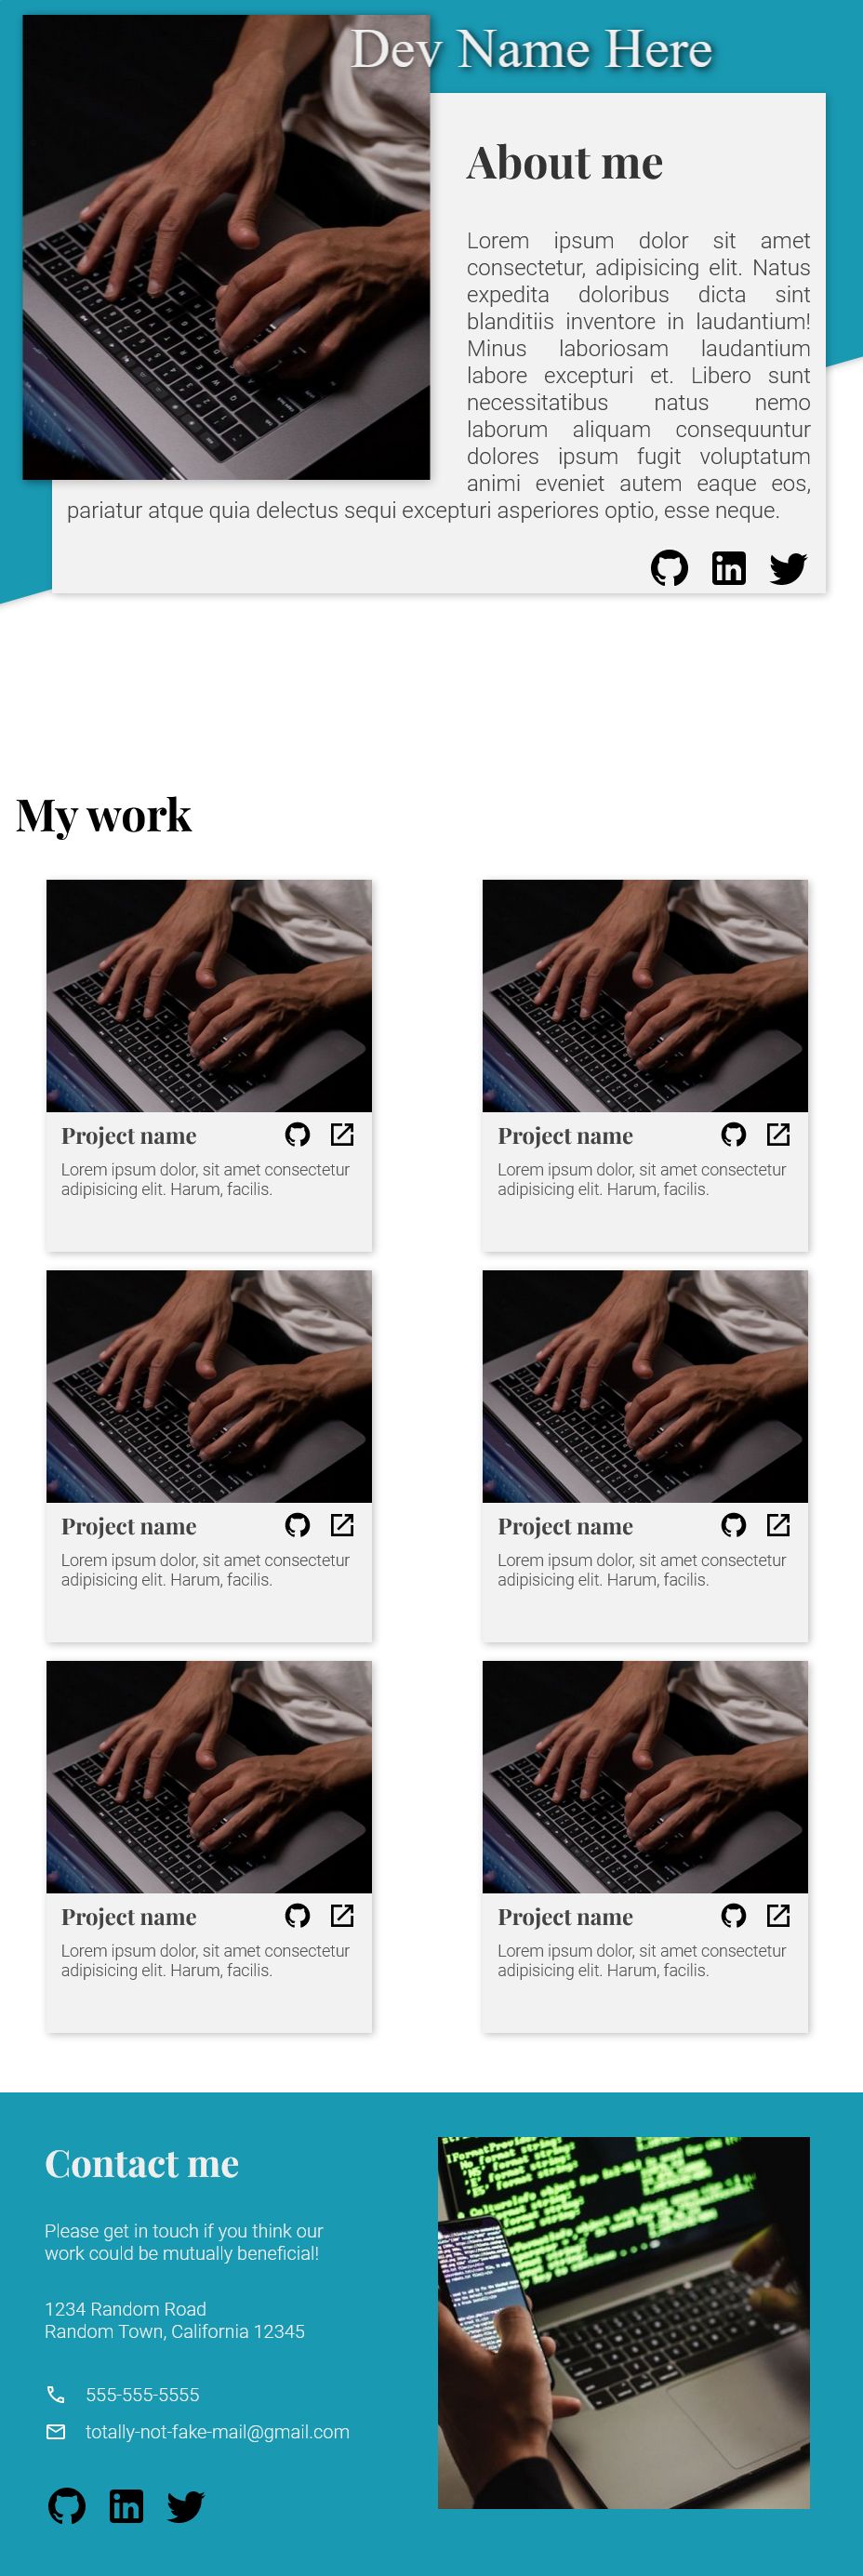 Dev Name Here
About me
Lorem ipsum dolor sit amet
consectetur, adipisicing elit. Natus
expedita doloribus dicta sint
blanditiis inventore in laudantium!
Minus laboriosam laudantium
labore excepturi et. Libero sunt
necessitatibus natus nemo
laborum aliquam consequuntur
dolores ipsum fugit voluptatum
animi eveniet autem eaque eos,
pariatur atque quia delectus sequi excepturi asperiores optio, esse neque.
My work
Project name
Lorem ipsum dolor, sit amet consectetur
adipisicing elit. Harum, facilis.
Project name
Lorem ipsum dolor, sit amet consectetur
adipisicing elit. Harum, facilis.
Project name
Lorem ipsum dolor, sit amet consectetur
adipisicing elit. Harum, facilis.
Project name
Lorem ipsum dolor, sit amet consectetur
adipisicing elit. Harum, facilis.
Project name
Lorem ipsum dolor, sit amet consectetur
adipisicing elit. Harum, facilis.
Project name
Lorem ipsum dolor, sit amet consectetur
adipisicing elit. Harum, facilis.
Contact me
Please get in touch if you think our
work could be mutually beneficial!
1234 Random Road
Random Town, California 12345
555-555-5555
totally-not-fake-mail@gmail.com